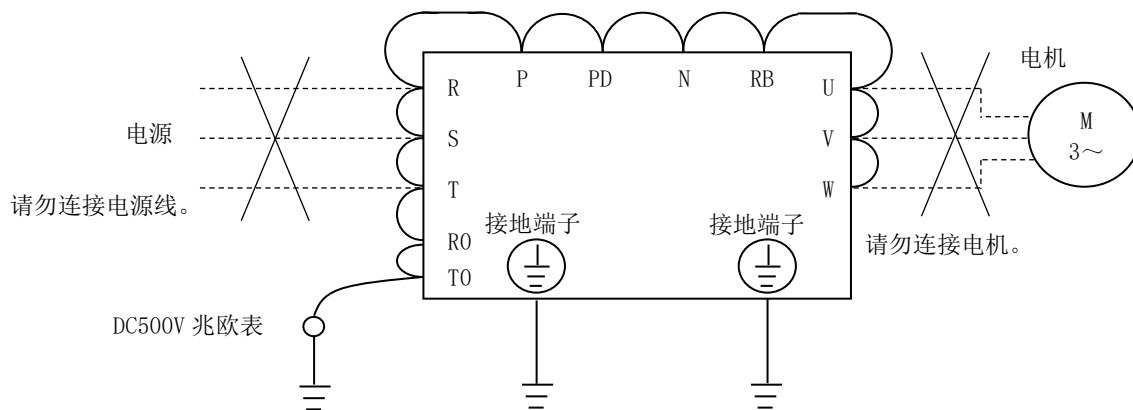 P PD N RB
电机
R
U
M
3～
电源
S
V
T
W
请勿连接电源线。
接地端子
接地端子
请勿连接电机。
R0
T0
DC500V 兆欧表